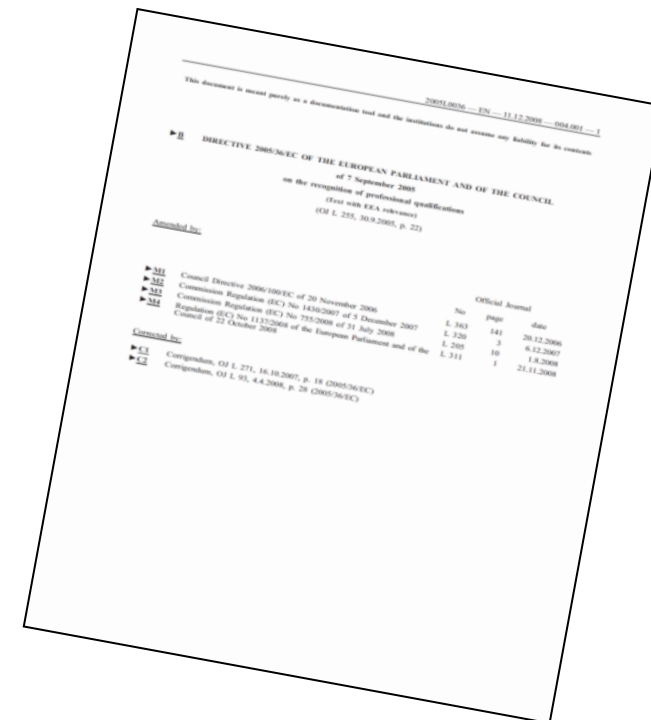 2005L0036 — EN — 11.12.2008 — 004.001 — 1
This document is meant purely as a documentation tool and the institutions do not assume any liability for its contents
►B DIRECTIVE 2005/36/EC OF THE EUROPEAN PARLIAMENT AND OF THE COUNCIL
of 7 September 2005
on the recognition of professional qualifications
(Text with EEA relevance)
(OJ L 255, 30.9.2005, p. 22)
Amended by:
Official Journal
No page date
►M1 Council Directive 2006/100/EC of 20 November 2006 L 363 141 20.12.2006
►M2 Commission Regulation (EC) No 1430/2007 of 5 December 2007 L 320 3 6.12.2007
►M3 Commission Regulation (EC) No 755/2008 of 31 July 2008 L 205 10 1.8.2008
►M4 Regulation (EC) No 1137/2008 of the European Parliament and of the L 311 1 21.11.2008
Council of 22 October 2008
Corrected by:
►C1 Corrigendum, OJ L 271, 16.10.2007, p. 18 (2005/36/EC)
►C2 Corrigendum, OJ L 93, 4.4.2008, p. 28 (2005/36/EC)